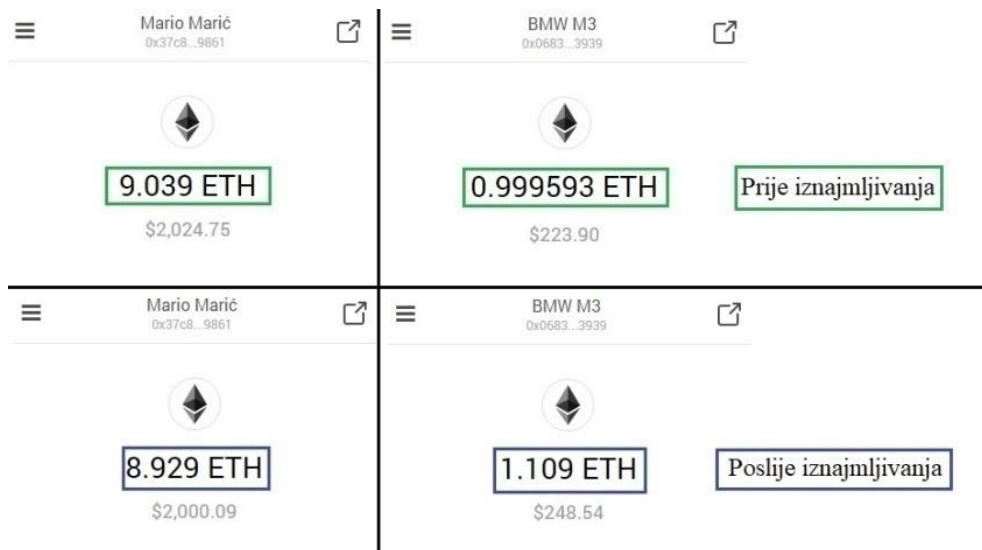 Mario Marić
0x37c8...9861
BMW M3
0x0683...3939
9.039 ETH
0.999593 ETH
Prije iznajmljivanja
$2,024.75
$223.90
Mario Marić
0x37c8...9861
BMW M3
0x0683...3939
8.929 ETH
1.109 ETH
Poslije iznajmljivanja
$2,000.09
$248.54